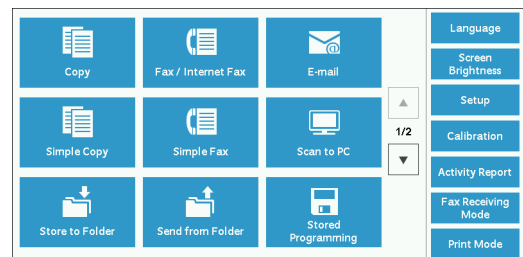 Copy
Fax / Internet Fax
E-mail
Simple Copy
Simple Fax
Scan to PC
Store to Folder
Send from Folder
Stored
Programming
1/2
Language
Screen
Brightness
Setup
Calibration
Activity Report
Fax Receiving
Mode
Print Mode